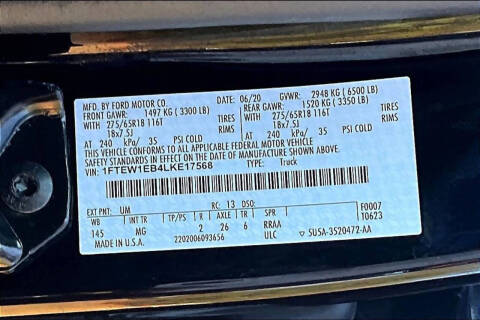 MFD. BY FORD MOTOR CO. DATE: 06/20 GVWR: 2948 KG ( 6500 LB)
FRONT GAWR: 1497 KG ( 3300 LB) REAR GAWR: 1520 KG ( 3350 LB)
WITH 275/65R18 116T TIRES WITH 275/65R18 116T TIRES
18x7.5J RIMS 18x7.5J RIMS
AT 240 kPa/ 35 PSI COLD AT 240 kPa/ 35 PSI COLD
THIS VEHICLE CONFORMS TO ALL APPLICABLE FEDERAL MOTOR VEHICLE
SAFETY STANDARDS IN EFFECT ON THE DATE OF MANUFACTURE SHOWN ABOVE.
VIN: 1FTEW1EB4LKE17568 TYPE: Truck
EXT PNT: UM RC: 13 DSO: F0007
WB TP/PS R AXLE TR SPR 10623
145 MG 2 26 6 RRAA
MADE IN U.S.A. 2202006093656 ULC ▽ 5U5A-3520472-AA